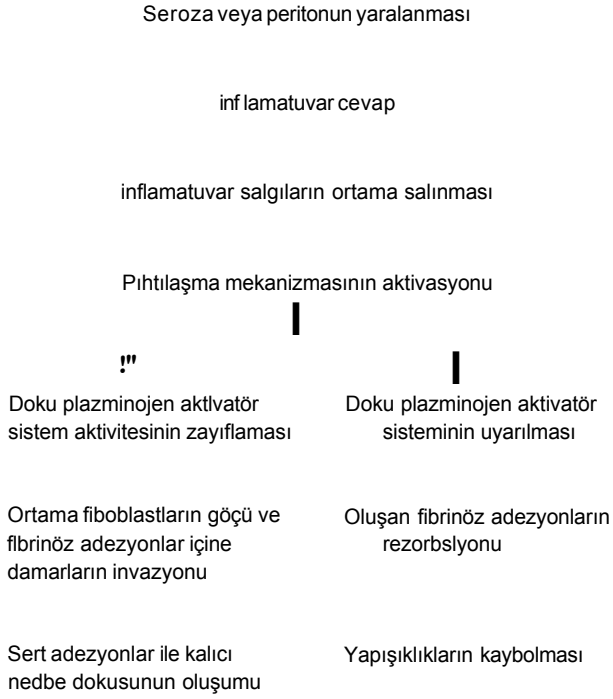 Seroza veya peritonun yaralanması
inflamatuvar cevap
inflamatuvar salgıların ortama salınması
Pıhtılaşma mekanizmasının aktivasyonu
!"
Doku plazminojen aktlvatör
sistem aktivitesinin zayıflaması
Ortama fiboblastların göçü ve
flbrinöz adezyonlar içine
damarların invazyonu
Sert adezyonlar ile kalıcı
nedbe dokusunun oluşumu
Doku plazminojen aktivatör
sisteminin uyarılması
Oluşan fibrinöz adezyonların
rezorbslyonu
Yapışıklıkların kaybolması